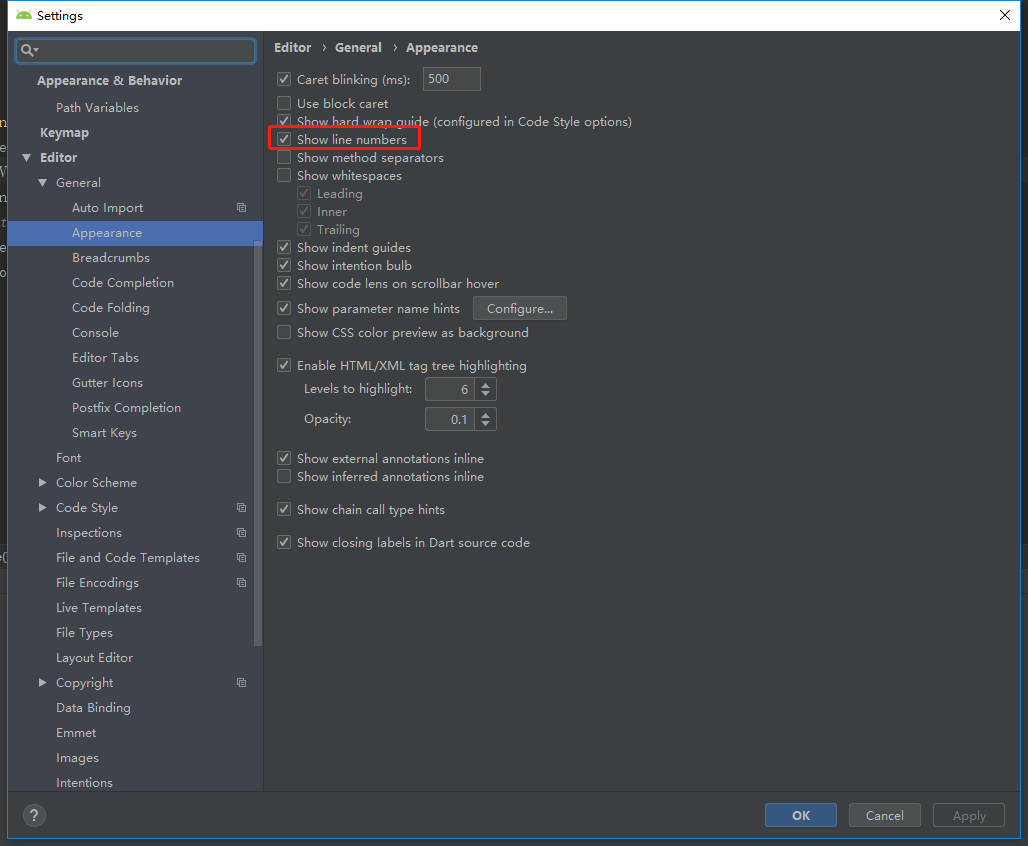 Settings
Appearance & Behavior
Path Variables
Keymap
Editor
General
Auto Import
Appearance
Breadcrumbs
Code Completion
Code Folding
Console
Editor Tabs
Gutter Icons
Postfix Completion
Smart Keys
Font
Color Scheme
Code Style
Inspections
File and Code Templates
File Encodings
Live Templates
File Types
Layout Editor
Copyright
Data Binding
Emmet
Images
Intentions
Editor › General › Appearance
Caret blinking (ms): 500
Use block caret
Show hard wrap guide (configured in Code Style options)
Show line numbers
Show method separators
Show whitespaces
Leading
Inner
Trailing
Show indent guides
Show intention bulb
Show code lens on scrollbar hover
Show parameter name hints Configure...
Show CSS color preview as background
Enable HTML/XML tag tree highlighting
Levels to highlight: 6
Opacity: 0.1
Show external annotations inline
Show inferred annotations inline
Show chain call type hints
Show closing labels in Dart source code
? OK Cancel Apply